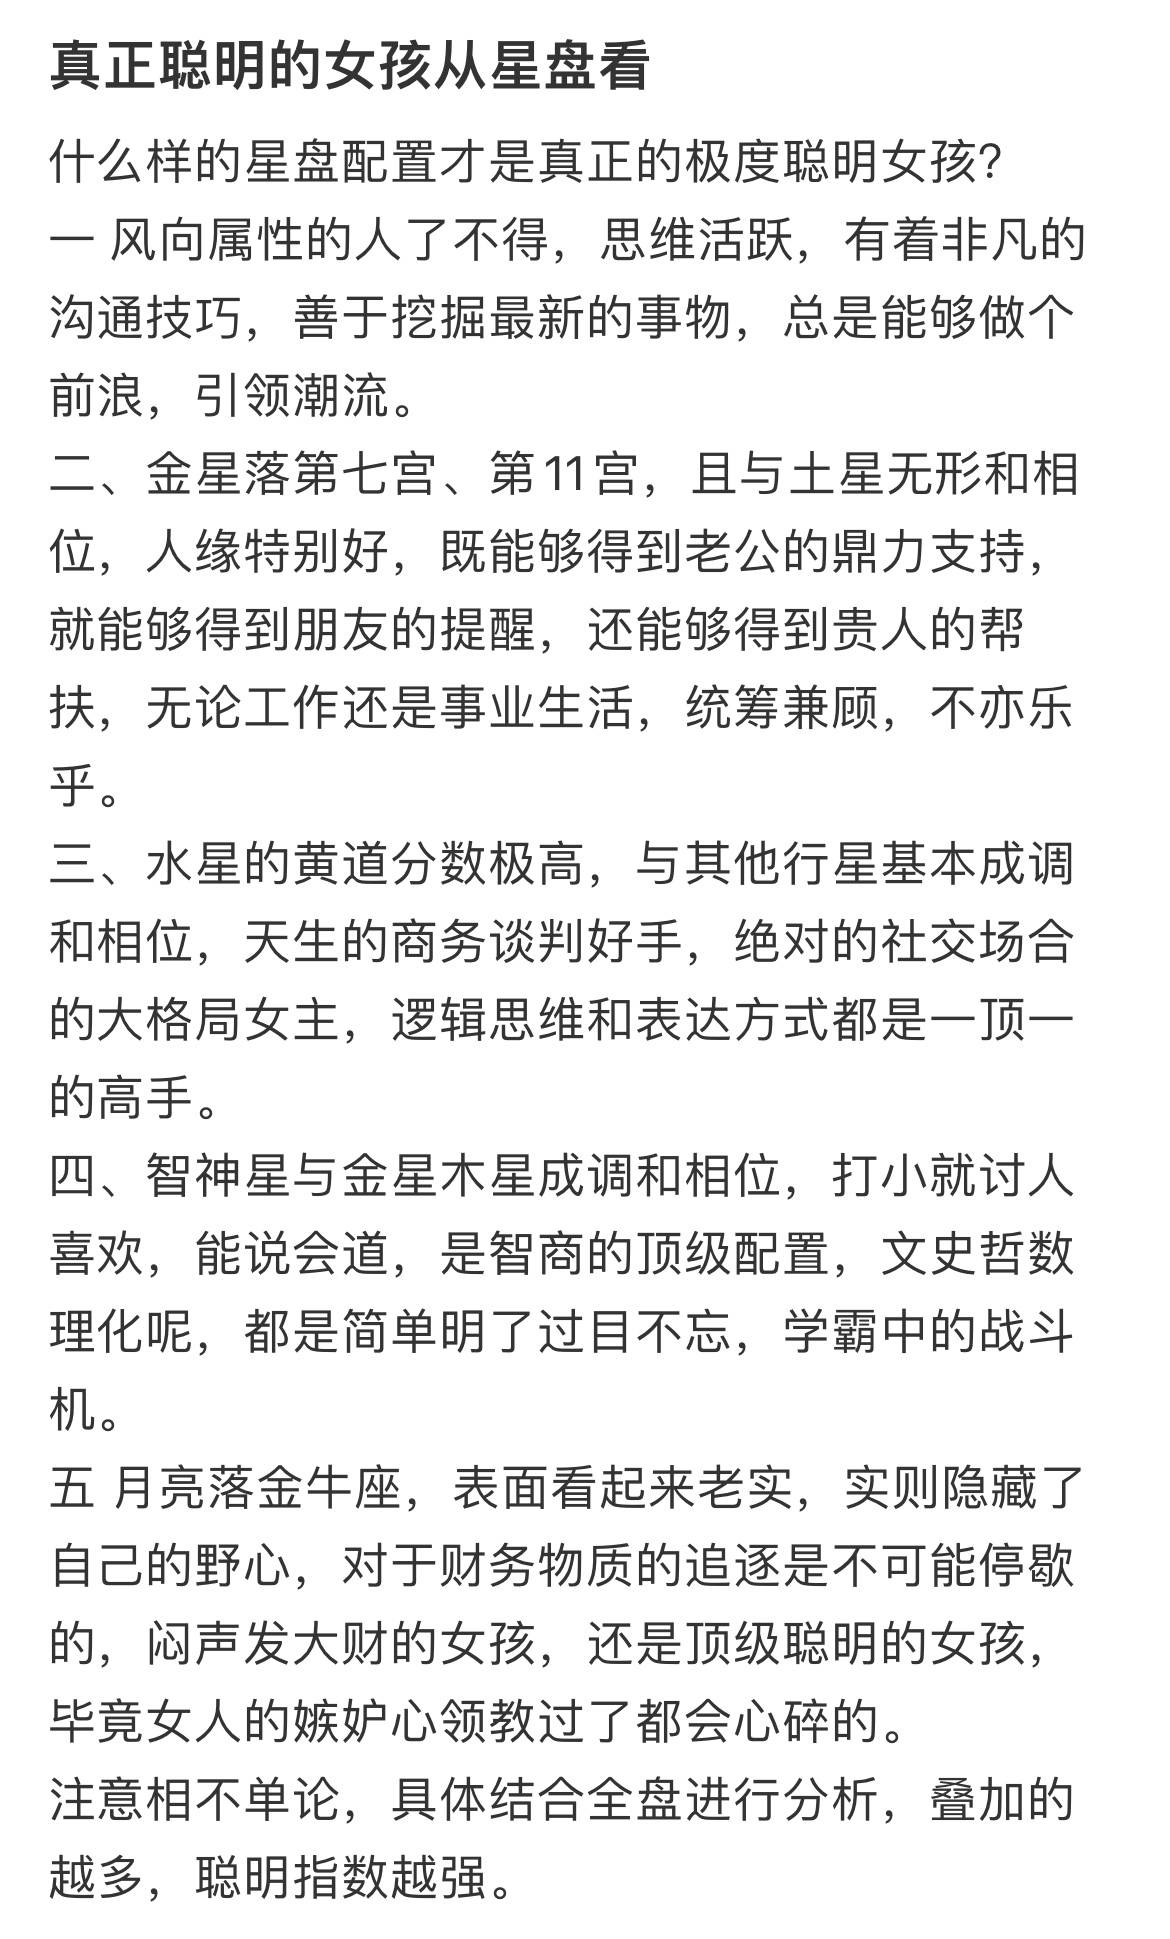 真正聪明的女孩从星盘看
什么样的星盘配置才是真正的极度聪明女孩?
一 风向属性的人了不得，思维活跃，有着非凡的
沟通技巧，善于挖掘最新的事物，总是能够做个
前浪，引领潮流。
二、金星落第七宫、第11宫，且与土星无形和相
位，人缘特别好，既能够得到老公的鼎力支持，
就能够得到朋友的提醒，还能够得到贵人的帮
扶，无论工作还是事业生活，统筹兼顾，不亦乐
乎。
三、水星的黄道分数极高，与其他行星基本成调
和相位，天生的商务谈判好手，绝对的社交场合
的大格局女主，逻辑思维和表达方式都是一顶一
的高手。
四、智神星与金星木星成调和相位，打小就讨人
喜欢，能说会道，是智商的顶级配置，文史哲数
理化呢，都是简单明了过目不忘，学霸中的战斗
机。
五 月亮落金牛座，表面看起来老实，实则隐藏了
自己的野心，对于财务物质的追逐是不可能停歇
的，闷声发大财的女孩，还是顶级聪明的女孩，
毕竟女人的嫉妒心领教过了都会心碎的。
注意相不单论，具体结合全盘进行分析，叠加的
越多，聪明指数越强。